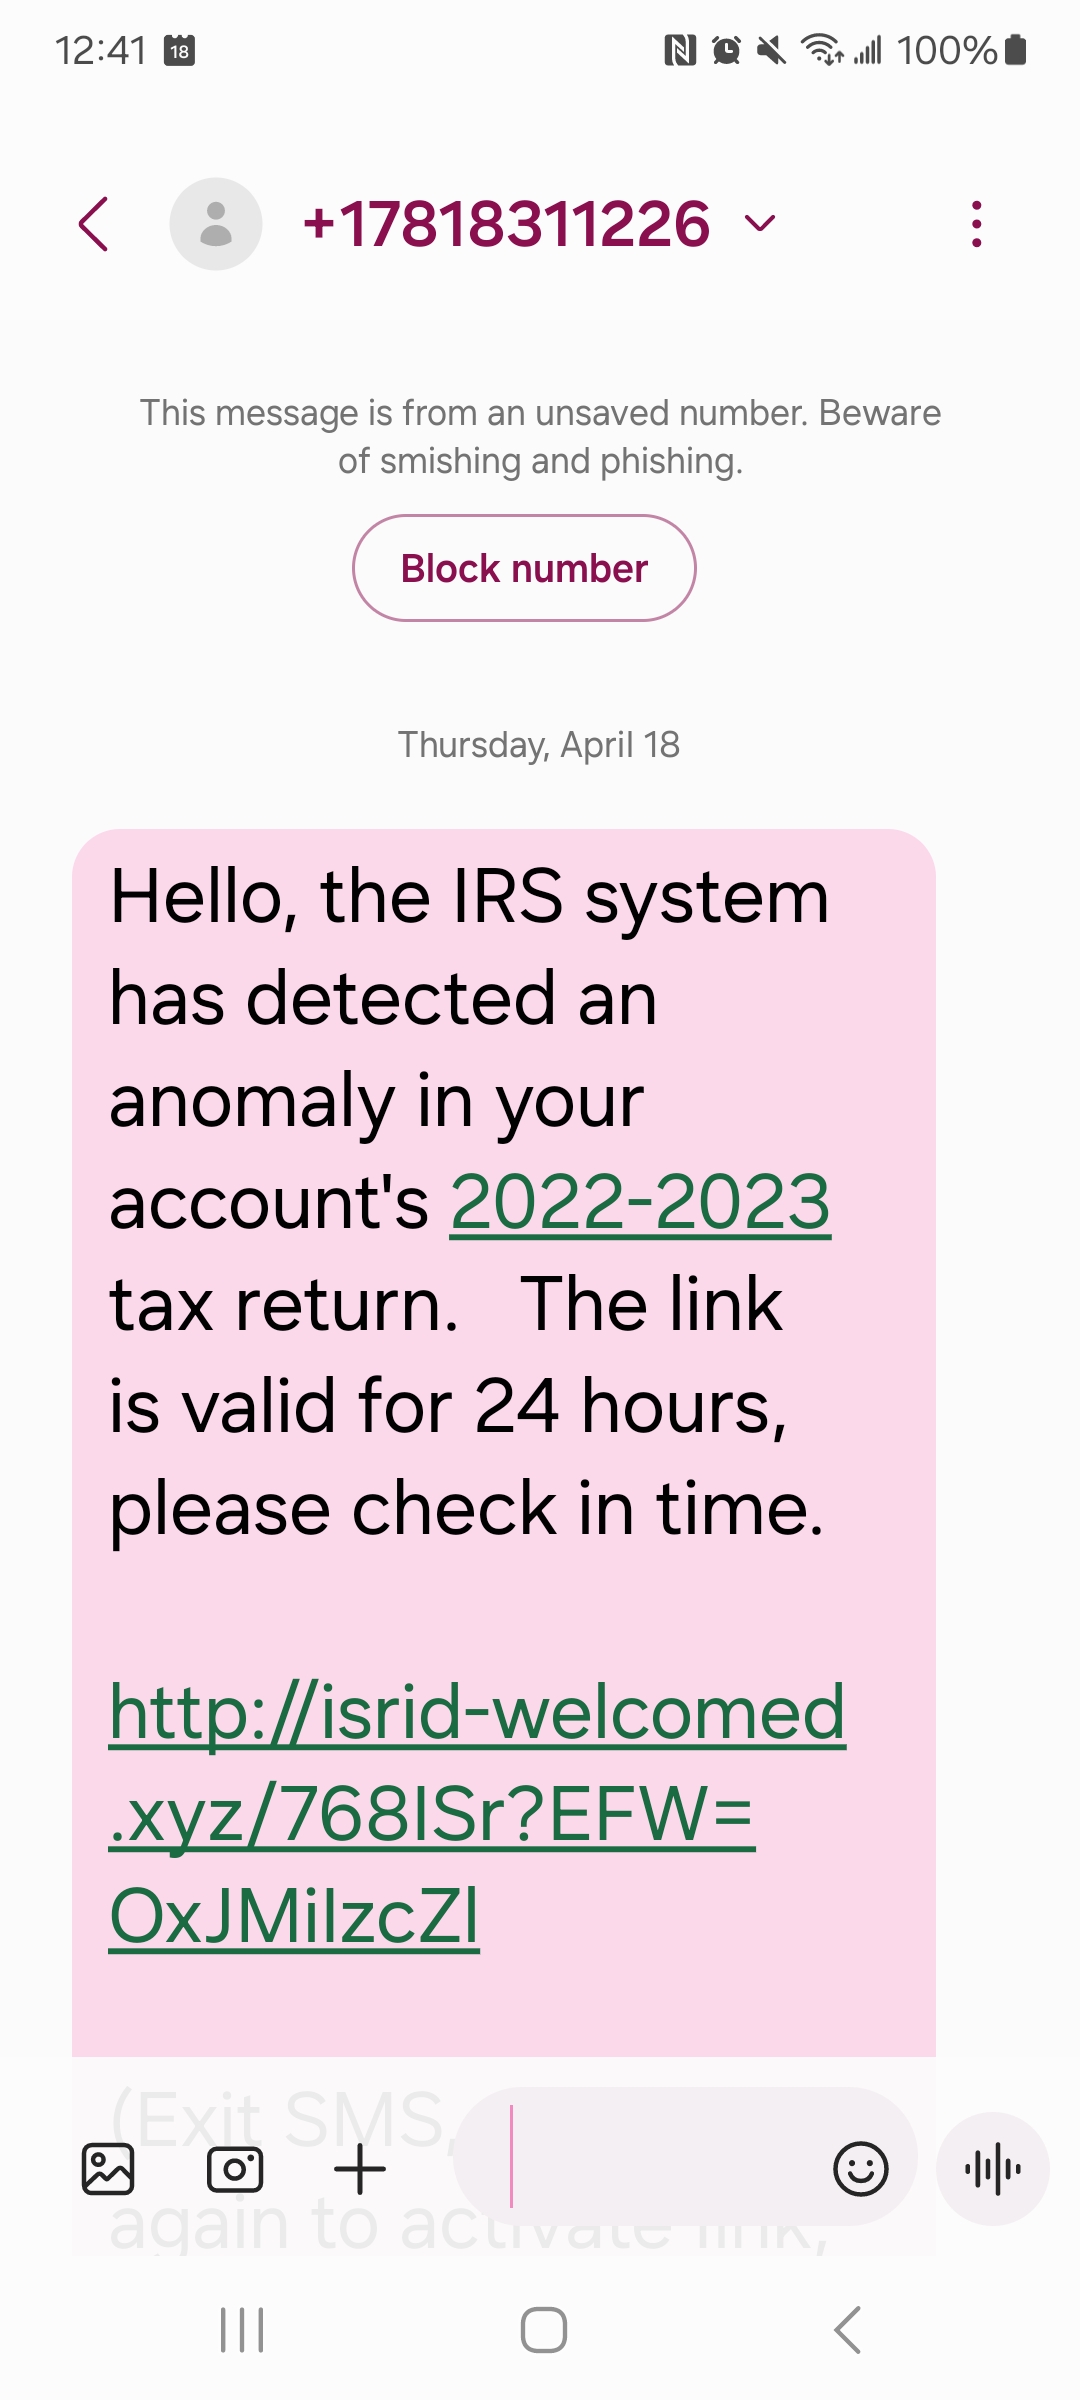 12:41 18 100%
+17818311226
This message is from an unsaved number. Beware
of smishing and phishing.
Block number
Thursday, April 18
Hello, the IRS system
has detected an
anomaly in your
account's 2022-2023
tax return.   The link
is valid for 24 hours,
please check in time.
http://isrid-welcomed
.xyz/768ISr?EFW=
OxJMilzcZl
(Exit SMS,
again to activate link,